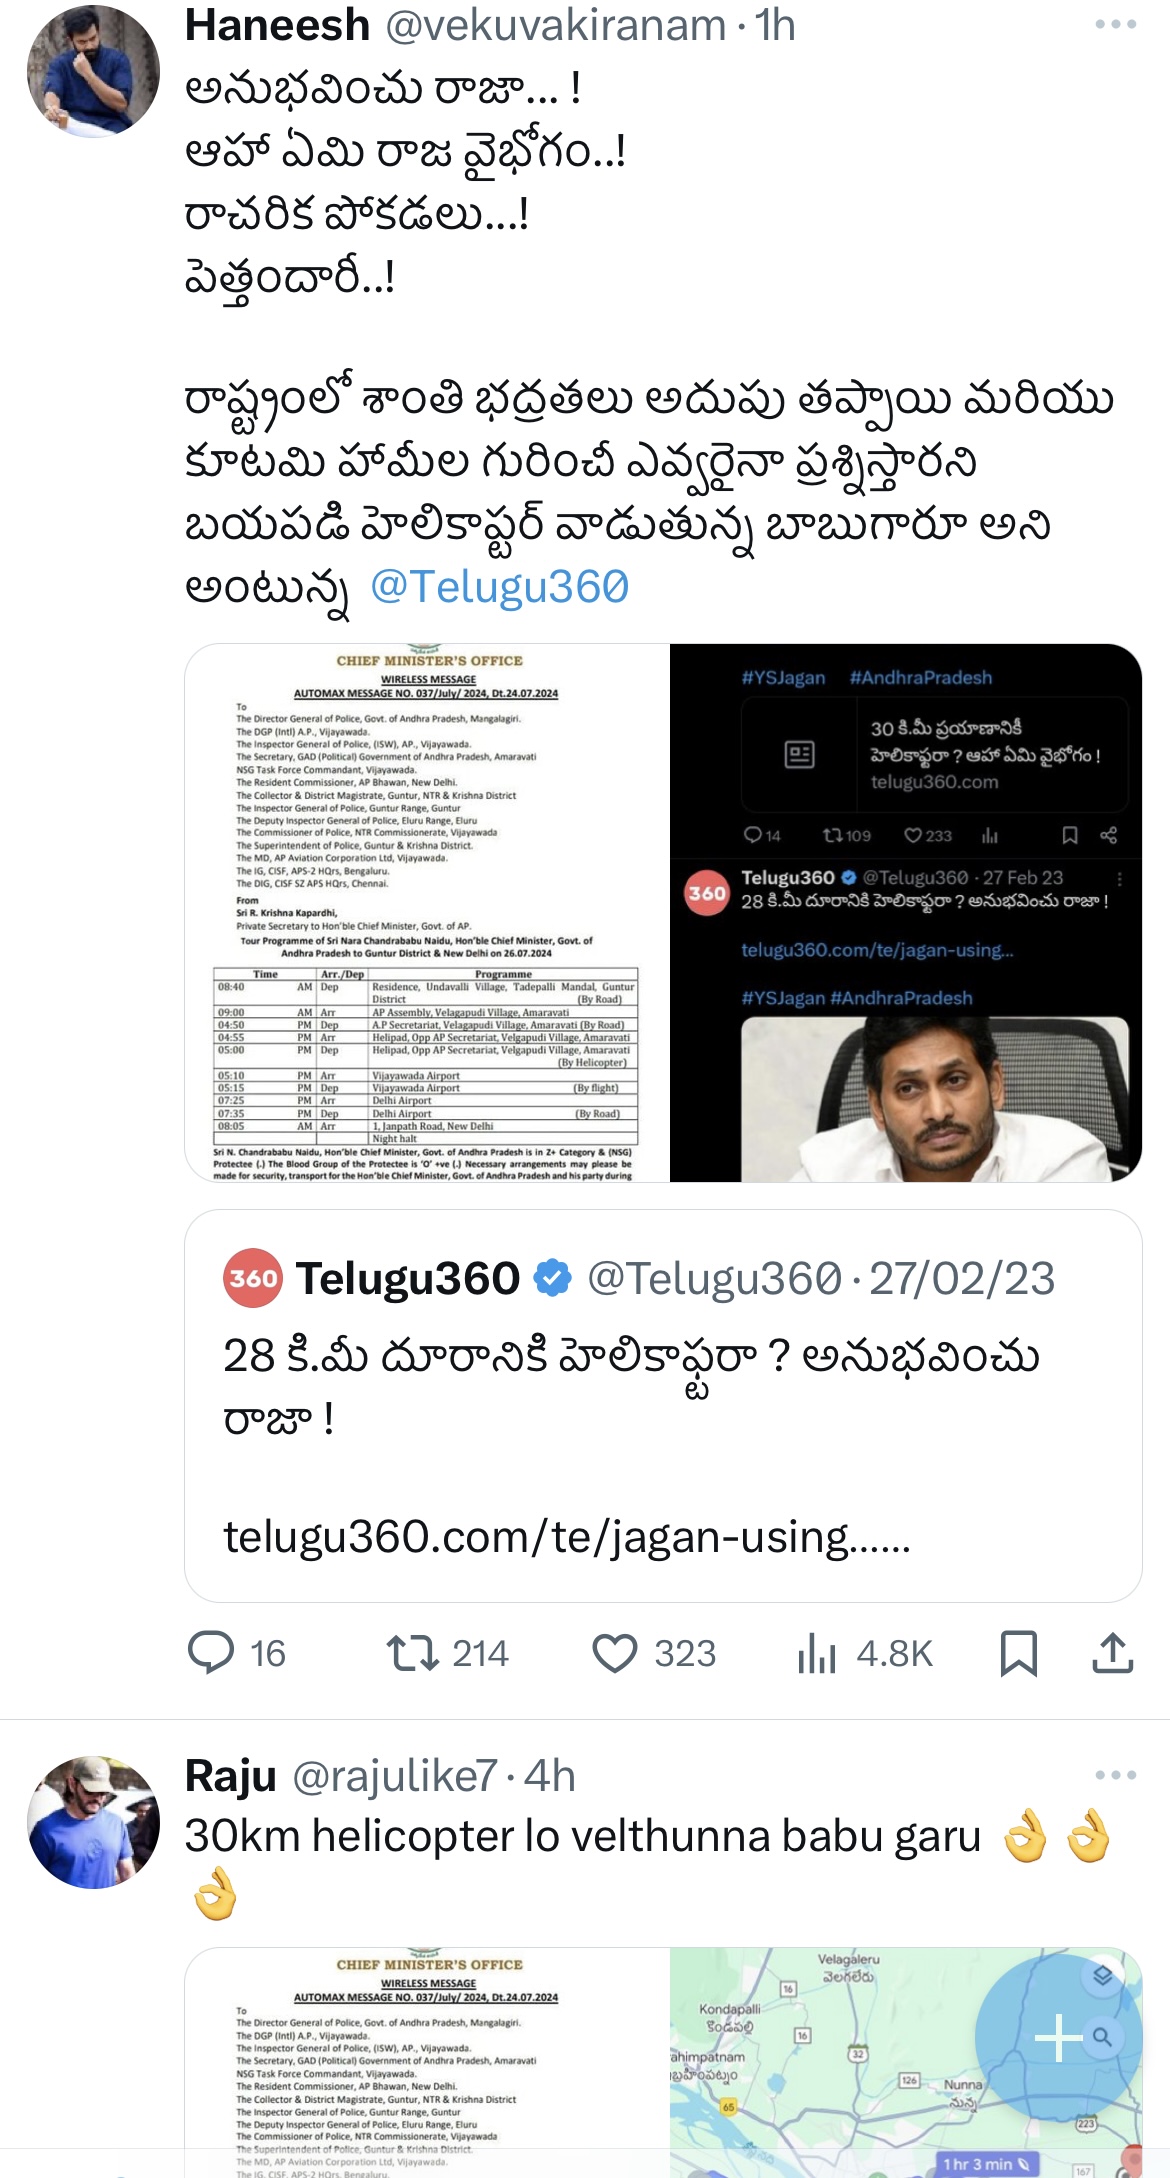 Haneesh @vekuvakiranam · 1h
అనుభవించు రాజా... !
ఆహా ఏమి రాజ వైభోగం..!
రాచరిక పోకడలు...!
పెత్తందారీ..!
రాష్ట్రంలో శాంతి భద్రతలు అదుపు తప్పాయి మరియు
కూటమి హామీల గురించీ ఎవ్వరైనా ప్రశ్నిస్తారని
బయపడి హెలికాప్టర్ వాడుతున్న బాబుగారూ అని
అంటున్న @Telugu360
CHIEF MINISTER'S OFFICE
WIRELESS MESSAGE
AUTOMAX MESSAGE NO. 037/July/ 2024, Dt.24.07.2024
To
The Director General of Police, Govt. of Andhra Pradesh, Mangalagiri.
The DGP (Intl) A.P., Vijayawada.
The Inspector General of Police, (ISW), AP., Vijayawada.
The Secretary, GAD (Political) Government of Andhra Pradesh, Amaravati
NSG Task Force Commandant, Vijayawada.
The Resident Commissioner, AP Bhawan, New Delhi.
The Collector & District Magistrate, Guntur, NTR & Krishna District
The Inspector General of Police, Guntur Range, Guntur
The Deputy Inspector General of Police, Eluru Range, Eluru
The Commissioner of Police, NTR Commissionerate, Vijayawada
The Superintendent of Police, Guntur & Krishna District.
The MD, AP Aviation Corporation Ltd, Vijayawada.
The IG, CISF, APS-2 HQrs, Bengaluru.
The DIG, CISF SZ APS HQrs, Chennai.
From
Sri R. Krishna Kapardhi,
Private Secretary to Hon'ble Chief Minister, Govt. of AP.
Tour Programme of Sri Nara Chandrababu Naidu, Hon'ble Chief Minister, Govt. of
Andhra Pradesh to Guntur District & New Delhi on 26.07.2024
Time Arr./Dep Programme
08:40 AM Dep Residence, Undavalli Village, Tadepalli Mandal, Guntur
District (By Road)
09:00 AM Arr AP Assembly, Velagapudi Village, Amaravati
04:50 PM Dep A.P Secretariat, Velagapudi Village, Amaravati (By Road)
04:55 PM Arr Helipad, Opp AP Secretariat, Velgapudi Village, Amaravati
05:00 PM Dep Helipad, Opp AP Secretariat, Velgapudi Village, Amaravati
(By Helicopter)
05:10 PM Arr Vijayawada Airport
05:15 PM Dep Vijayawada Airport (By flight)
07:25 PM Arr Delhi Airport
07:35 PM Dep Delhi Airport (By Road)
08:05 AM Arr 1, Janpath Road, New Delhi
Night halt
Sri N. Chandrababu Naidu, Hon'ble Chief Minister, Govt. of Andhra Pradesh is in Z+ Category & (NSG)
Protectee (.) The Blood Group of the Protectee is 'O' +ve (.) Necessary arrangements may please be
made for security, transport for the Hon'ble Chief Minister, Govt. of Andhra Pradesh and his party during
#YSJagan #AndhraPradesh
30 కి.మీ ప్రయాణానికీ
హెలికాఫ్టరా ? ఆహా ఏమి వైభోగం !
telugu360.com
14 109 233
360 Telugu360 @Telugu360 · 27 Feb 23
28 కి.మీ దూరానికి హెలికాఫ్టరా ? అనుభవించు రాజా !
telugu360.com/te/jagan-using...
#YSJagan #AndhraPradesh
360 Telugu360 @Telugu360 · 27/02/23
28 కి.మీ దూరానికి హెలికాఫ్టరా ? అనుభవించు
రాజా !
telugu360.com/te/jagan-using......
16 214 323 4.8K
Raju @rajulike7 · 4h
30km helicopter lo velthunna babu garu 👌👌
👌
CHIEF MINISTER'S OFFICE
WIRELESS MESSAGE
AUTOMAX MESSAGE NO. 037/July/ 2024, Dt.24.07.2024
To
The Director General of Police, Govt. of Andhra Pradesh, Mangalagiri.
The DGP (Intl) A.P., Vijayawada.
The Inspector General of Police, (ISW), AP., Vijayawada.
The Secretary, GAD (Political) Government of Andhra Pradesh, Amaravati
NSG Task Force Commandant, Vijayawada.
The Resident Commissioner, AP Bhawan, New Delhi.
The Collector & District Magistrate, Guntur, NTR & Krishna District
The Inspector General of Police, Guntur Range, Guntur
The Deputy Inspector General of Police, Eluru Range, Eluru
The Commissioner of Police, NTR Commissionerate, Vijayawada
The Superintendent of Police, Guntur & Krishna District.
The MD, AP Aviation Corporation Ltd, Vijayawada.
The IG, CISF, APS-2 HQrs, Bengaluru.
Velagaleru
వెలగలేరు
16
Kondapalli
కొండపల్లి
16
32
ahimpatnam
బ్రహీంపట్నం
126
Nunna
నున్న
65
223
1 hr 3 min
167